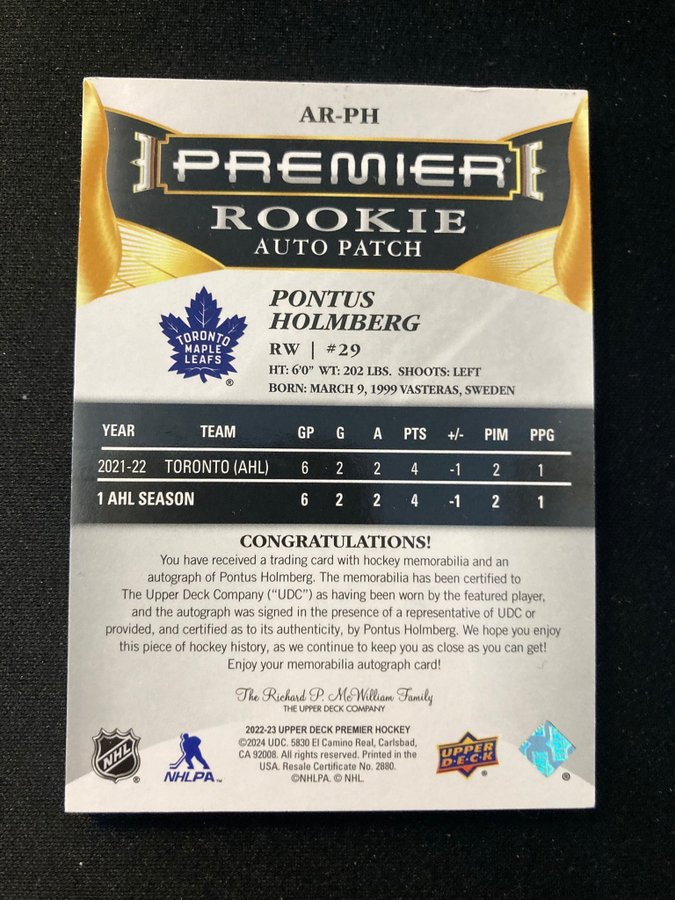 AR-PH
PREMIER
ROOKIE
AUTO PATCH
PONTUS
HOLMBERG
RW | #29
HT: 6'0" WT: 202 LBS. SHOOTS: LEFT
BORN: MARCH 9, 1999 VASTERAS, SWEDEN
TORONTO
MAPLE
LEAFS
®
YEAR TEAM GP G A PTS +/- PIM PPG
2021-22 TORONTO (AHL) 6 2 2 4 -1 2 1
1 AHL SEASON 6 2 2 4 -1 2 1
CONGRATULATIONS!
You have received a trading card with hockey memorabilia and an
autograph of Pontus Holmberg. The memorabilia has been certified to
The Upper Deck Company ("UDC") as having been worn by the featured player,
and the autograph was signed in the presence of a representative of UDC or
provided, and certified as to its authenticity, by Pontus Holmberg. We hope you enjoy
this piece of hockey history, as we continue to keep you as close as you can get!
Enjoy your memorabilia autograph card!
The Richard P. McWilliam Family
THE UPPER DECK COMPANY
2022-23 UPPER DECK PREMIER HOCKEY
©2024 UDC. 5830 El Camino Real, Carlsbad,
CA 92008. All rights reserved. Printed in the
USA. Resale Certificate No. 2880.
©NHLPA. © NHL.
NHL
®
NHLPA™
UPPER
D·E·C·K
®
®